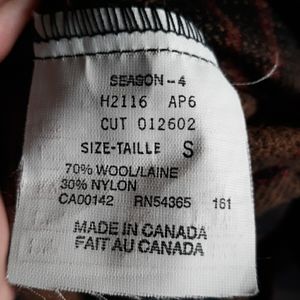 SEASON-4
H2116 AP6
CUT 012602
SIZE-TAILLE S
70% WOOL/LAINE
30% NYLON
CA00142 RN54365 161
MADE IN CANADA
FAIT AU CANADA